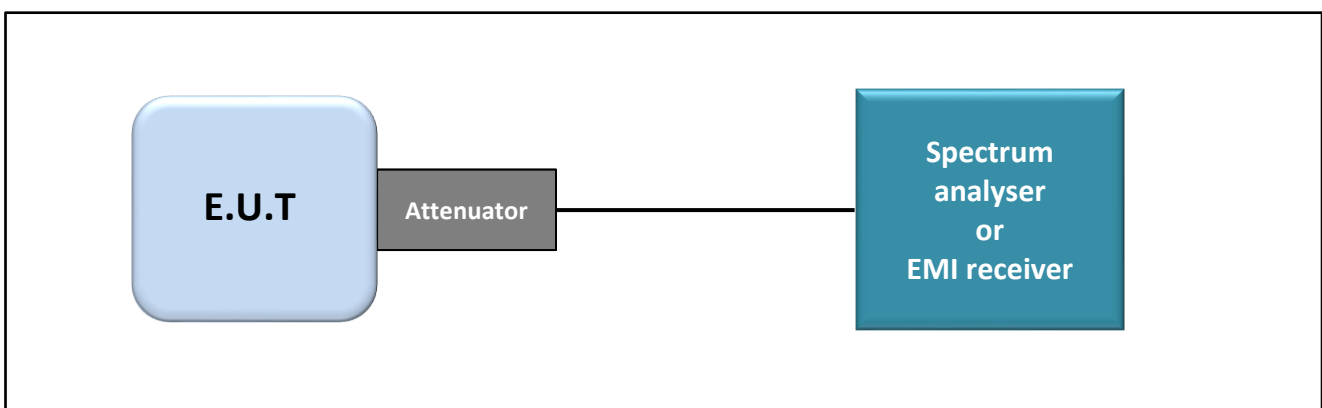 E.U.T
Attenuator
Spectrum
analyser
or
EMI receiver